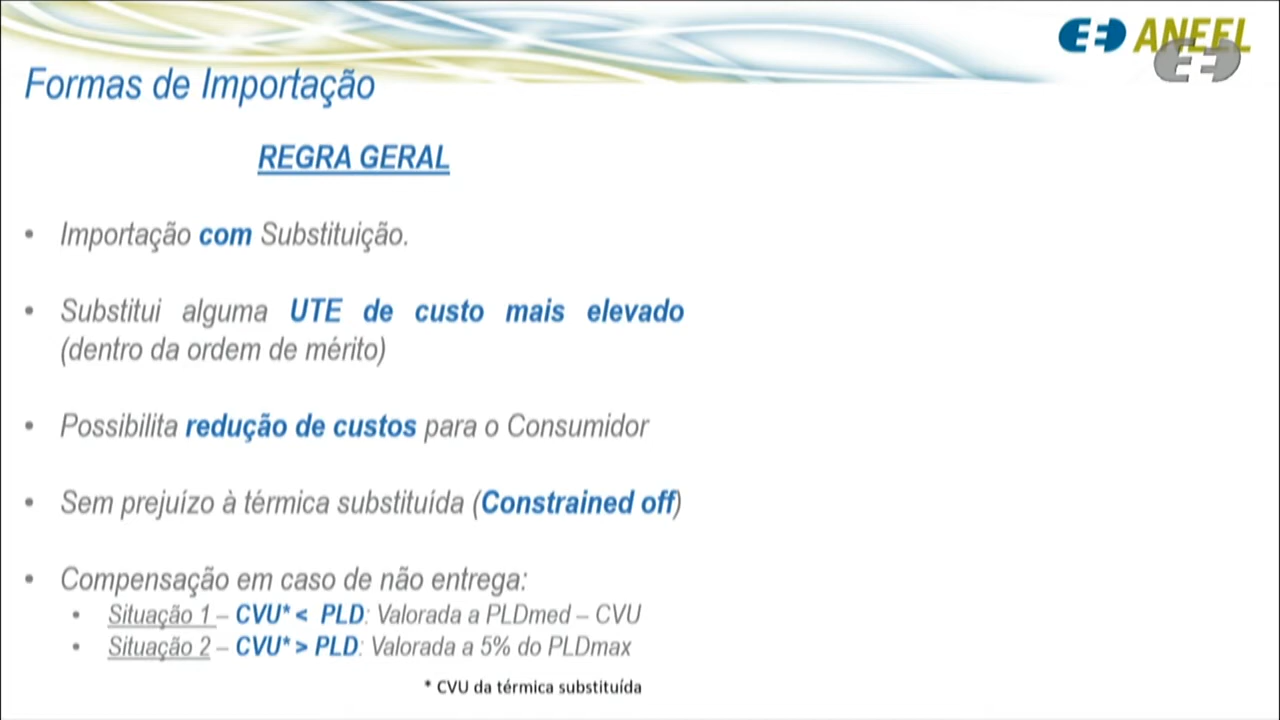 ANEEL
Formas de Importação
REGRA GERAL
• Importação com Substituição.
• Substitui alguma UTE de custo mais elevado
(dentro da ordem de mérito)
• Possibilita redução de custos para o Consumidor
• Sem prejuízo à térmica substituída (Constrained off)
• Compensação em caso de não entrega:
• Situação 1 – CVU* < PLD: Valorada a PLDmed – CVU
• Situação 2 – CVU* > PLD: Valorada a 5% do PLDmax
* CVU da térmica substituída